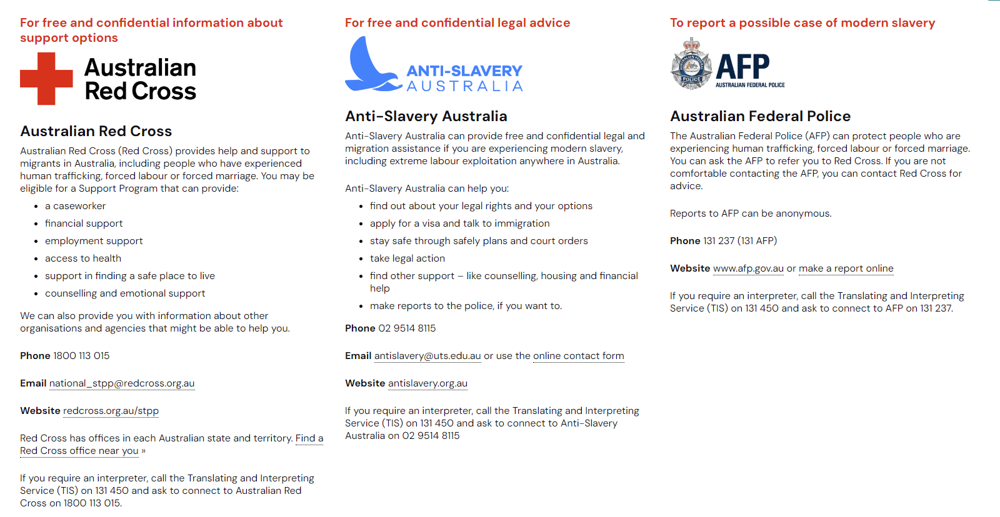 For free and confidential information about
support options
Australian
Red Cross
Australian Red Cross
Australian Red Cross (Red Cross) provides help and support to
migrants in Australia, including people who have experienced
human trafficking, forced labour or forced marriage. You may be
eligible for a Support Program that can provide:
• a caseworker
• financial support
• employment support
• access to health
• support in finding a safe place to live
• counselling and emotional support
We can also provide you with information about other
organisations and agencies that might be able to help you.
Phone 1800 113 015
Email national_stpp@redcross.org.au
Website redcross.org.au/stpp
Red Cross has offices in each Australian state and territory. Find a
Red Cross office near you »
If you require an interpreter, call the Translating and Interpreting
Service (TIS) on 131 450 and ask to connect to Australian Red
Cross on 1800 113 015.
For free and confidential legal advice
ANTI-SLAVERY
AUSTRALIA
Anti-Slavery Australia
Anti-Slavery Australia can provide free and confidential legal and
migration assistance if you are experiencing modern slavery,
including extreme labour exploitation anywhere in Australia.
Anti-Slavery Australia can help you:
• find out about your legal rights and your options
• apply for a visa and talk to immigration
• stay safe through safely plans and court orders
• take legal action
• find other support – like counselling, housing and financial
help
• make reports to the police, if you want to.
Phone 02 9514 8115
Email antislavery@uts.edu.au or use the online contact form
Website antislavery.org.au
If you require an interpreter, call the Translating and Interpreting
Service (TIS) on 131 450 and ask to connect to Anti-Slavery
Australia on 02 9514 8115
To report a possible case of modern slavery
AUSTRALIAN FEDERAL
POLICE
AFP
AUSTRALIAN FEDERAL POLICE
Australian Federal Police
The Australian Federal Police (AFP) can protect people who are
experiencing human trafficking, forced labour or forced marriage.
You can ask the AFP to refer you to Red Cross. If you are not
comfortable contacting the AFP, you can contact Red Cross for
advice.
Reports to AFP can be anonymous.
Phone 131 237 (131 AFP)
Website www.afp.gov.au or make a report online
If you require an interpreter, call the Translating and Interpreting
Service (TIS) on 131 450 and ask to connect to AFP on 131 237.